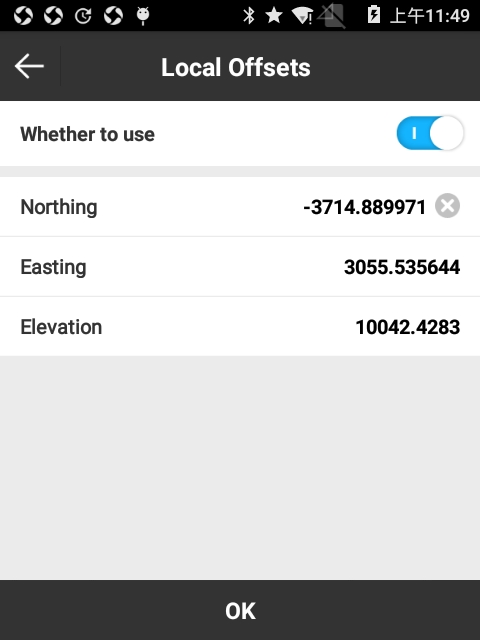 上午11:49
Local Offsets
Whether to use
Northing -3714.889971
Easting 3055.535644
Elevation 10042.4283
OK